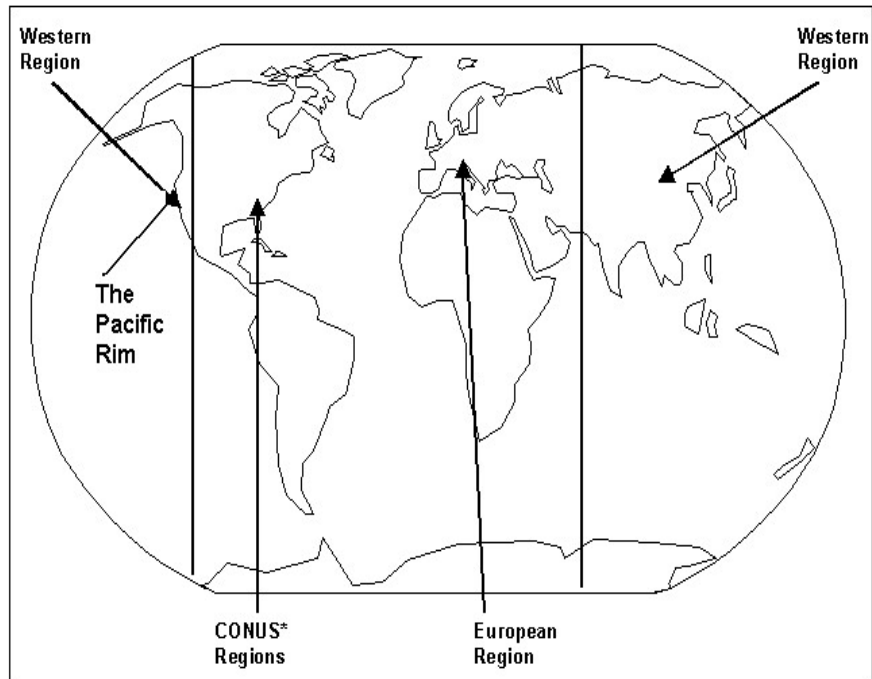 Western
Region
Western
Region
The
Pacific
Rim
CONUS*
Regions
European
Region